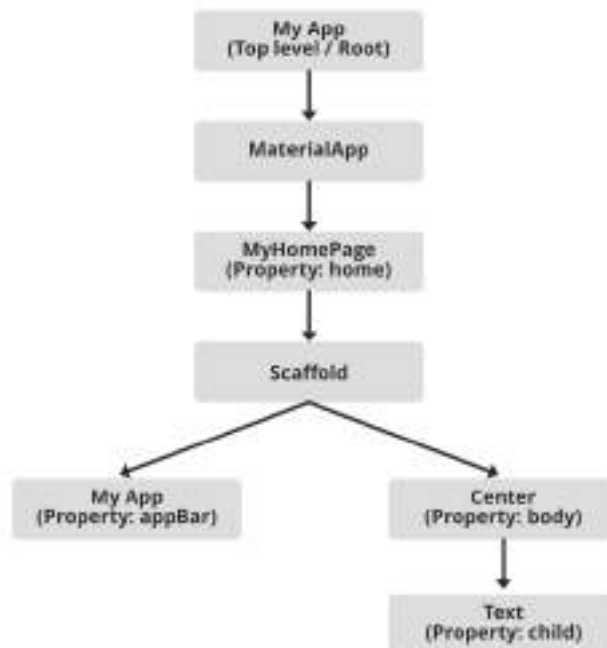 My App
(Top level / Root)
MaterialApp
MyHomePage
(Property: home)
Scaffold
My App
(Property: appBar)
Center
(Property: body)
Text
(Property: child)